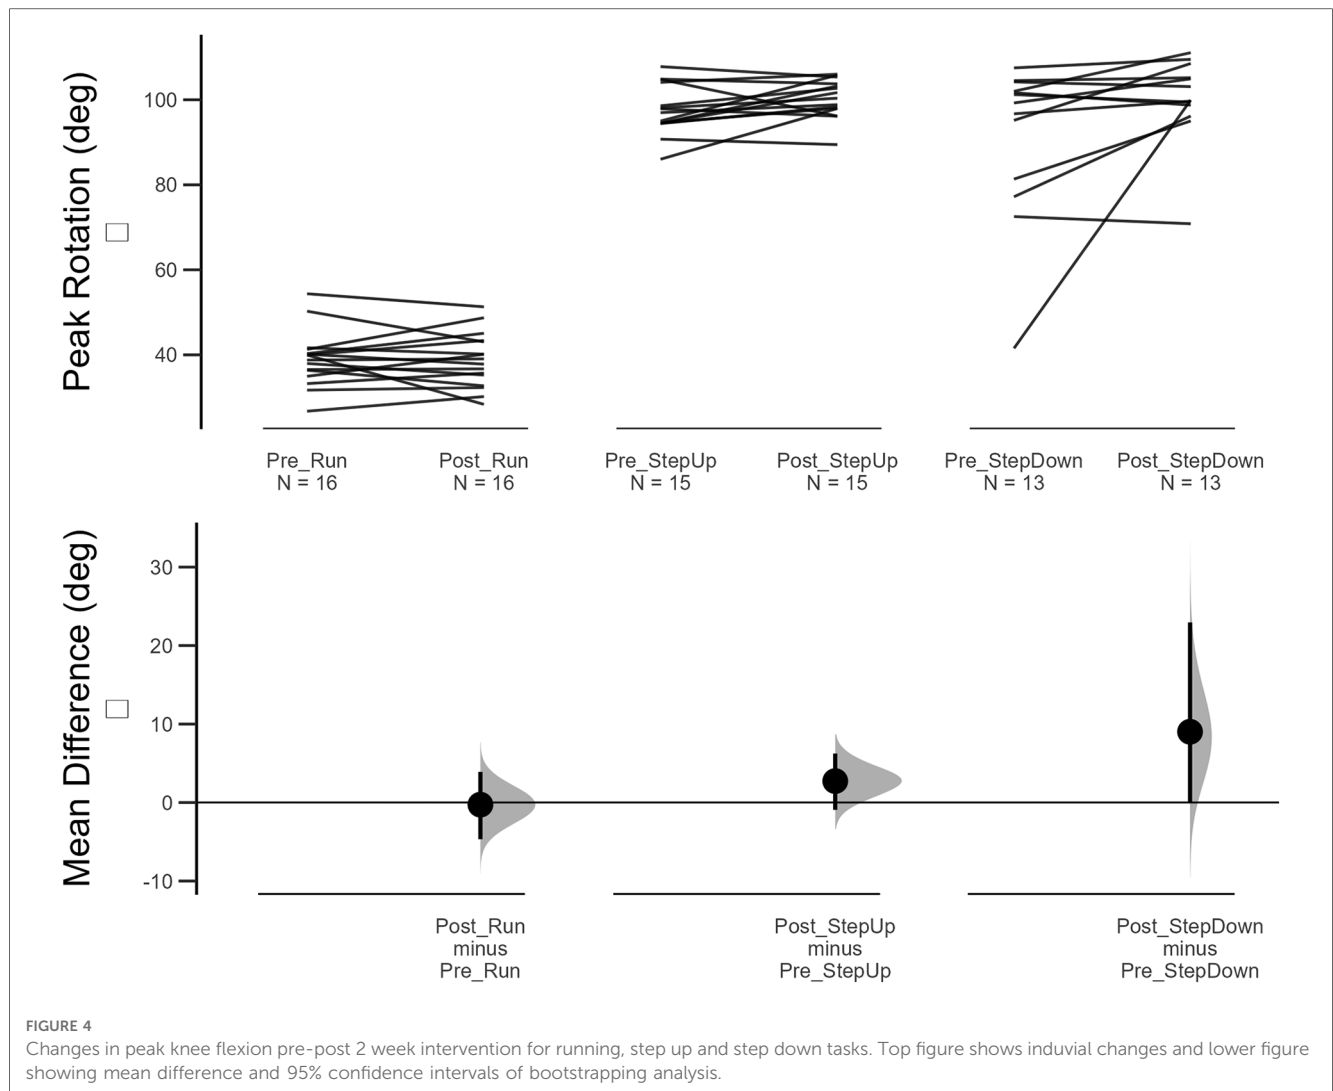 Peak Rotation (deg)
100
80
60
40
Pre_Run Post_Run Pre_StepUp Post_StepUp Pre_StepDown Post_StepDown
N = 16 N = 16 N = 15 N = 15 N = 13 N = 13
Mean Difference (deg)
30
20
10
0
-10
Post_Run Post_StepUp Post_StepDown
minus minus minus
Pre_Run Pre_StepUp Pre_StepDown
FIGURE 4
Changes in peak knee flexion pre-post 2 week intervention for running, step up and step down tasks. Top figure shows induvial changes and lower figure
showing mean difference and 95% confidence intervals of bootstrapping analysis.